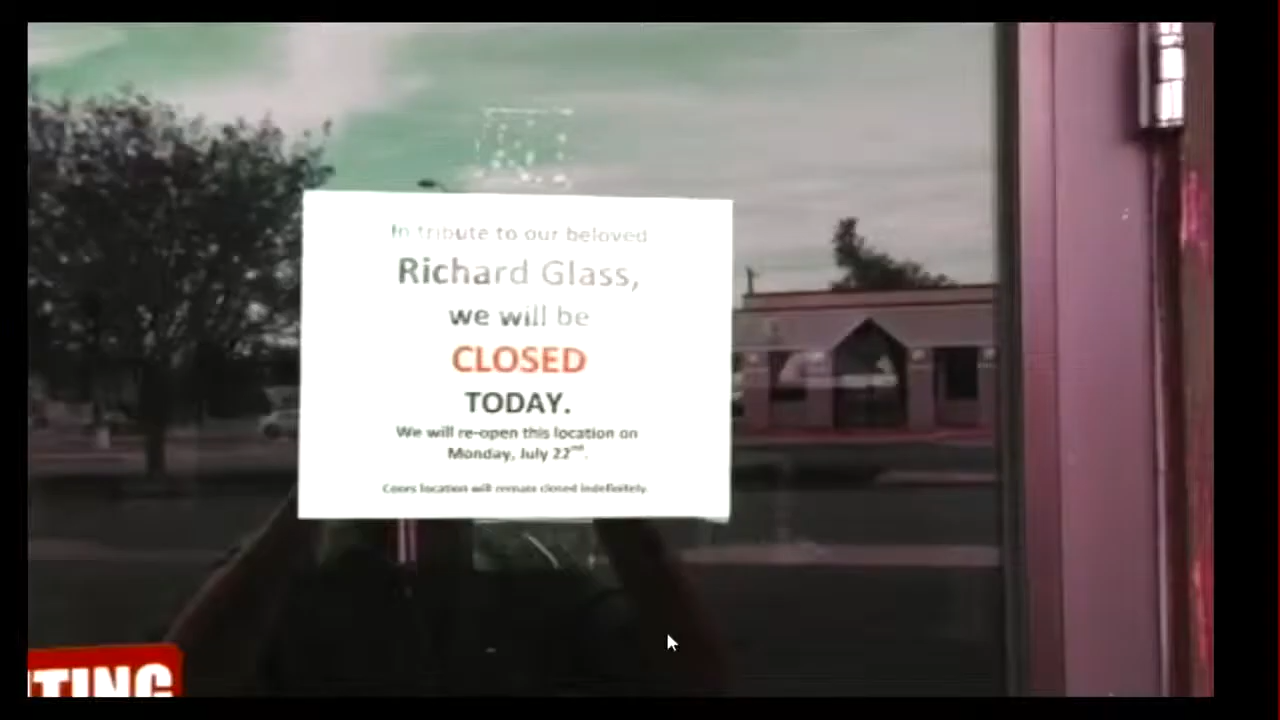 In tribute to our beloved
Richard Glass,
we will be
CLOSED
TODAY.
We will re-open this location on
Monday, July 22nd.
Coors location will remain closed indefinitely.
TING